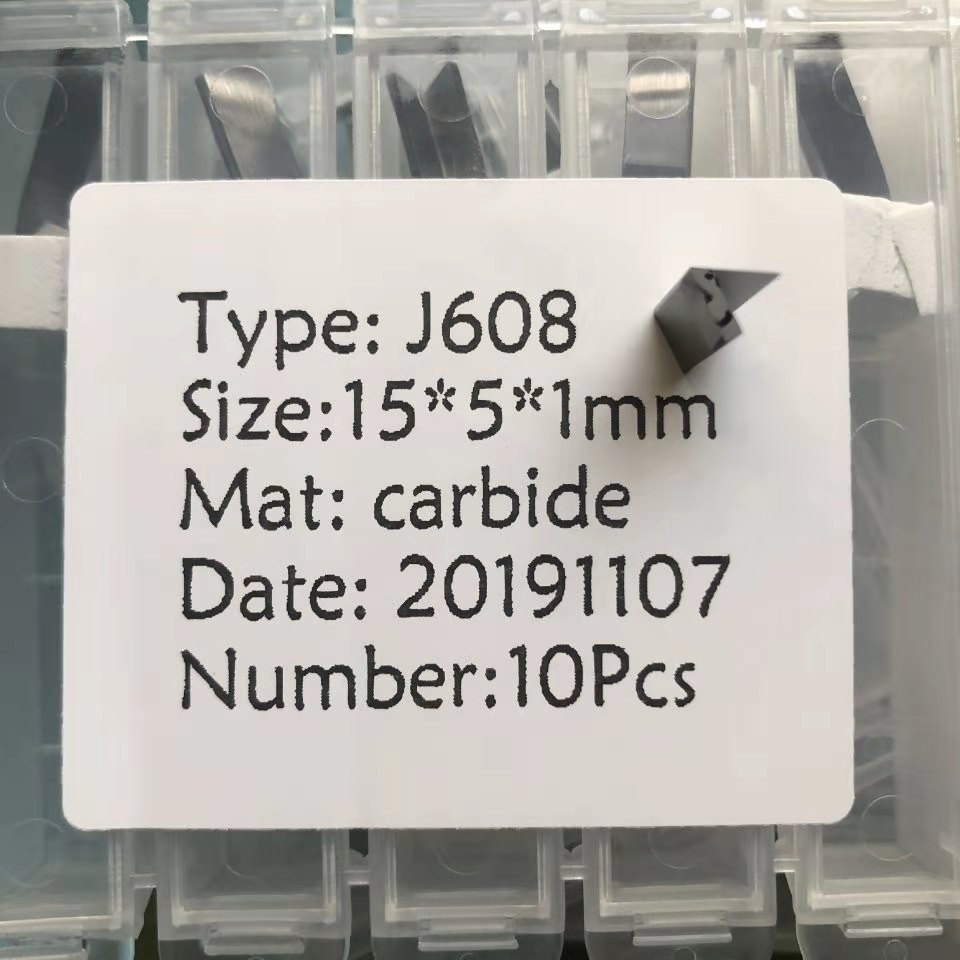 Type: J608
Size:15*5*1mm
Mat: carbide
Date: 20191107
Number:10Pcs